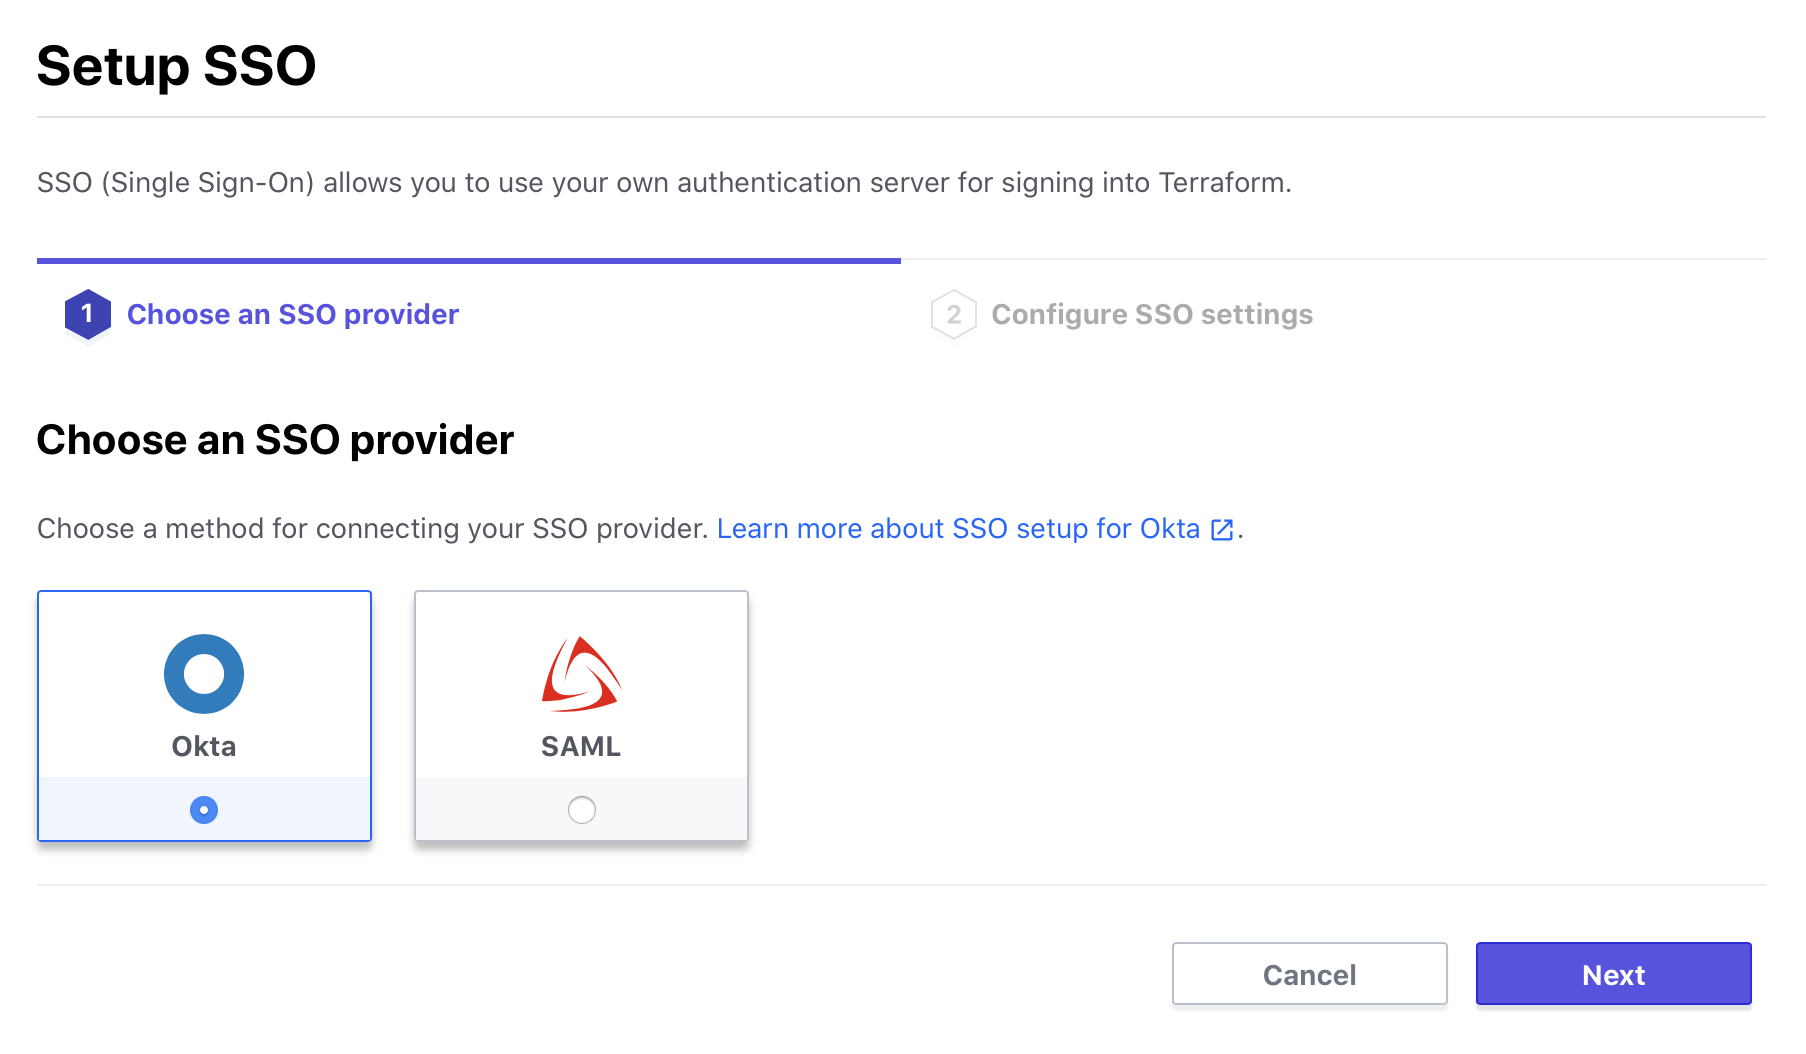 Setup SSO
SSO (Single Sign-On) allows you to use your own authentication server for signing into Terraform.
1 Choose an SSO provider
2 Configure SSO settings
Choose an SSO provider
Choose a method for connecting your SSO provider. Learn more about SSO setup for Okta.
Okta
SAML
Cancel
Next